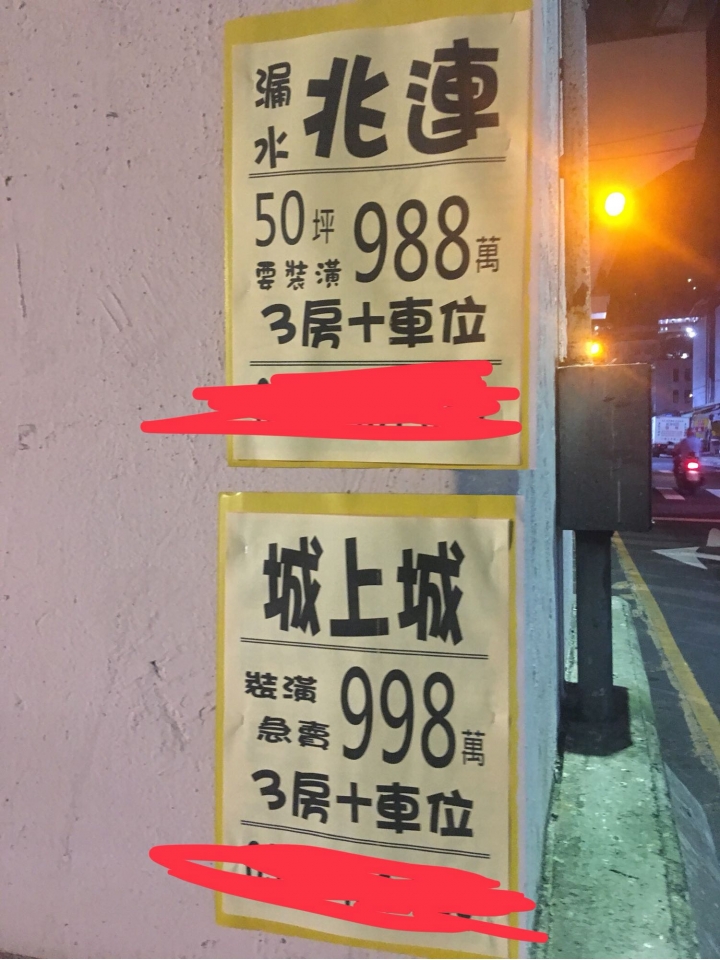 漏水 北連
50坪 988萬
要裝潢
3房+車位
城上城
裝潢 998萬
急賣
3房+車位